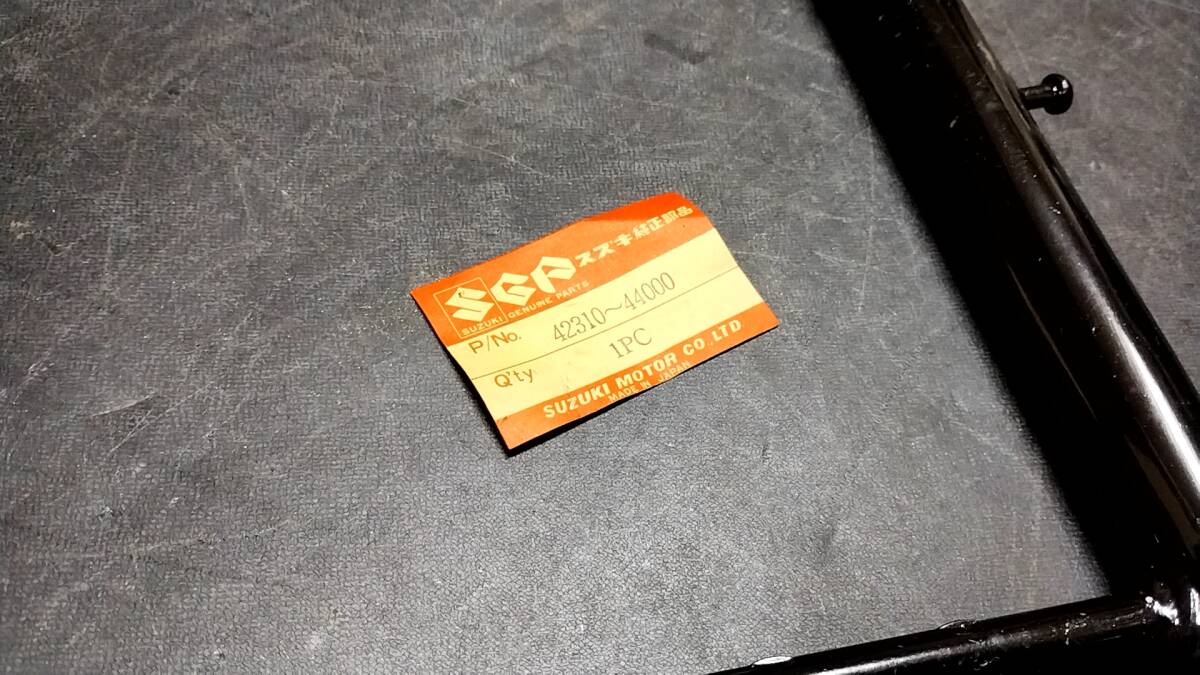 SGP スズキ純正部品
SUZUKI GENUINE PARTS
P/No. 42310~44000
Q'ty 1PC
SUZUKI MOTOR CO.,LTD
MADE IN JAPAN